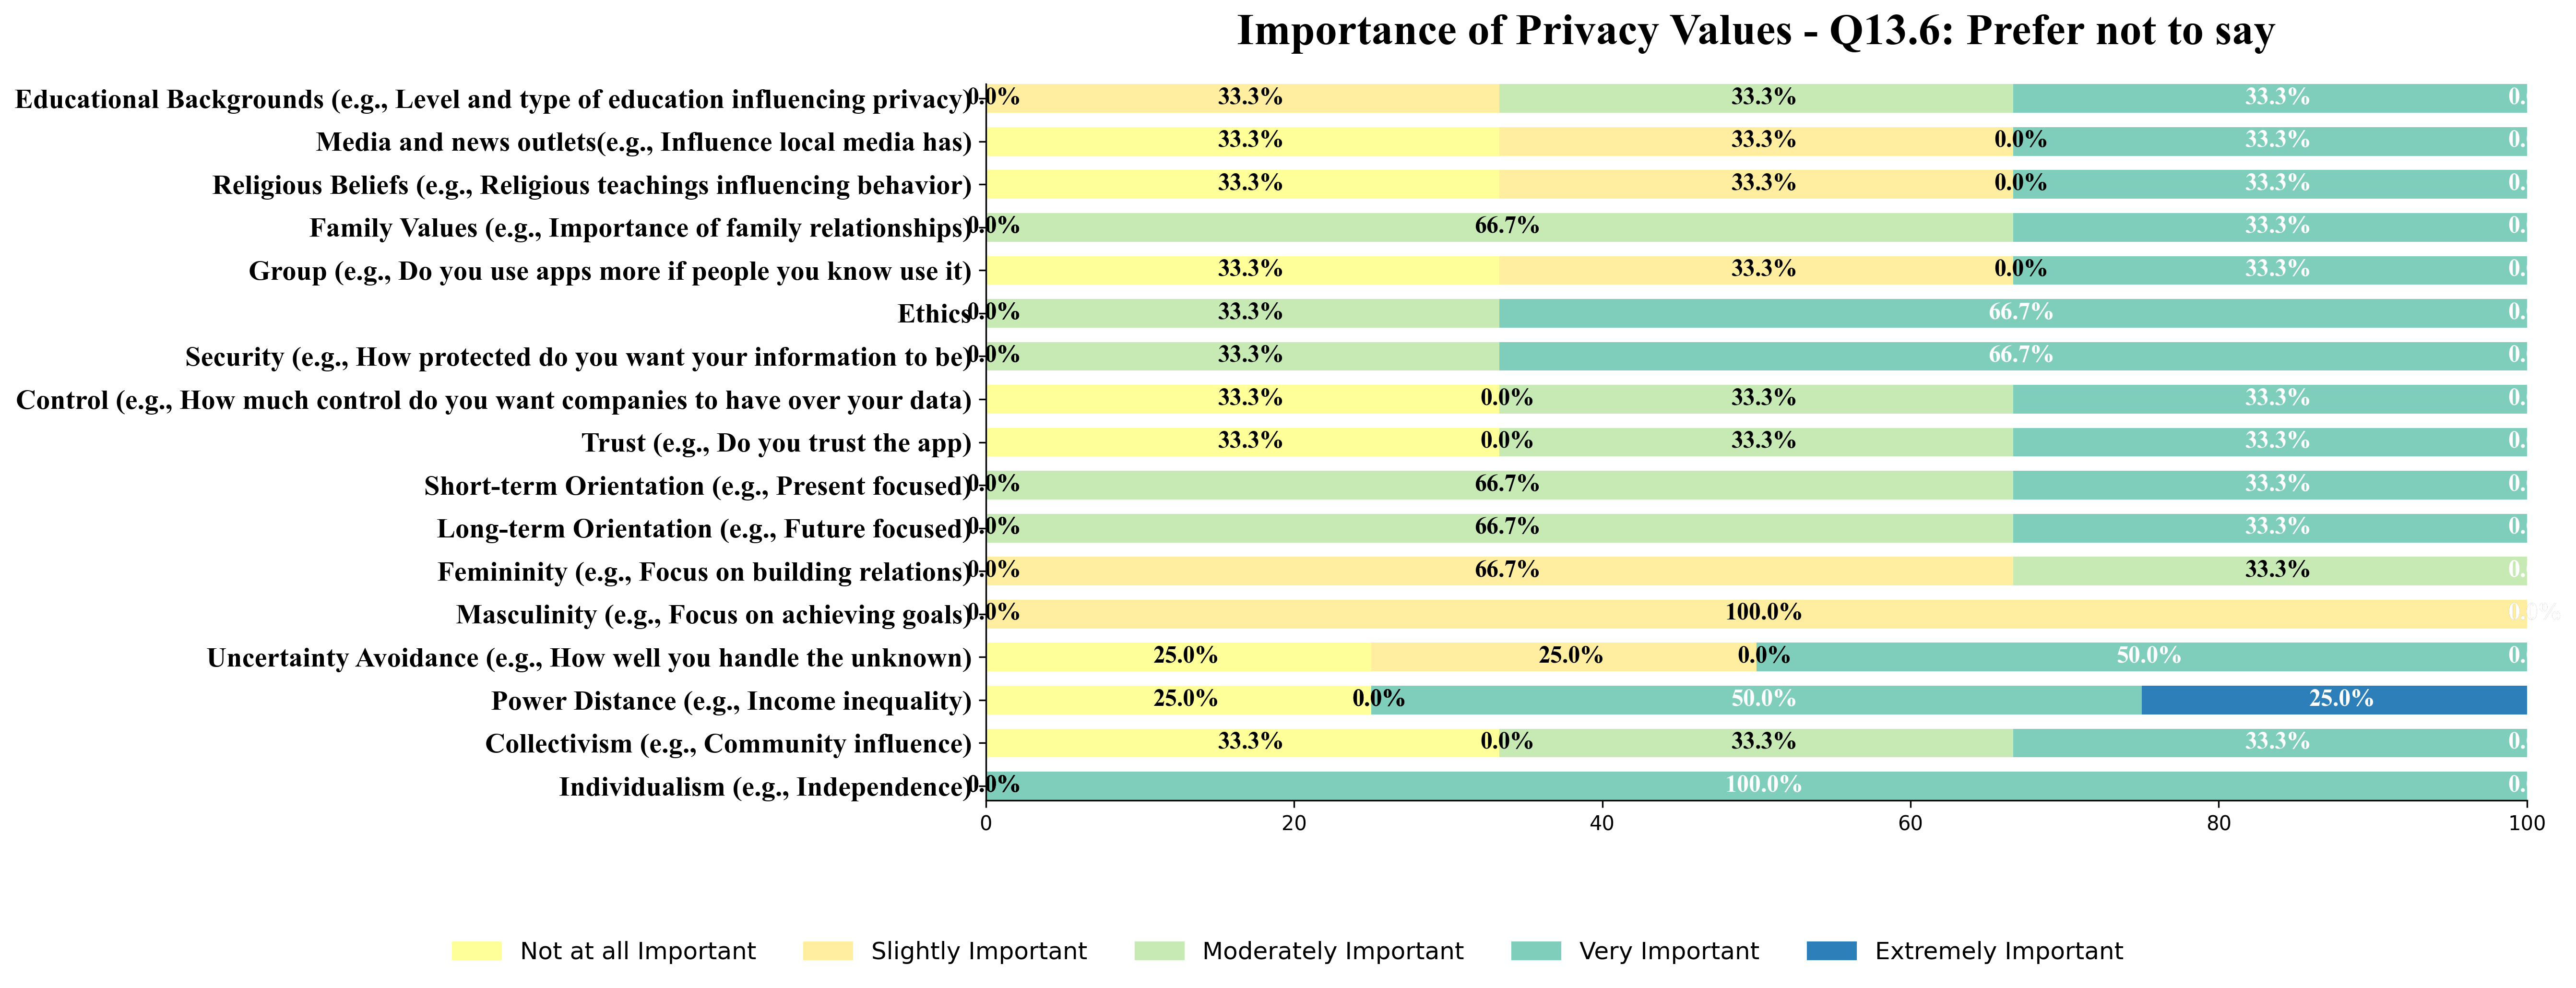 Importance of Privacy Values - Q13.6: Prefer not to say
Educational Backgrounds (e.g., Level and type of education influencing privacy) 0.0% 33.3% 33.3% 33.3% 0.
Media and news outlets(e.g., Influence local media has) 33.3% 33.3% 0.0% 33.3% 0.
Religious Beliefs (e.g., Religious teachings influencing behavior) 33.3% 33.3% 0.0% 33.3% 0.
Family Values (e.g., Importance of family relationships) 0.0% 66.7% 33.3% 0.
Group (e.g., Do you use apps more if people you know use it) 33.3% 33.3% 0.0% 33.3% 0.
Ethics 0.0% 33.3% 66.7% 0.
Security (e.g., How protected do you want your information to be) 0.0% 33.3% 66.7% 0.
Control (e.g., How much control do you want companies to have over your data) 33.3% 0.0% 33.3% 33.3% 0.
Trust (e.g., Do you trust the app) 33.3% 0.0% 33.3% 33.3% 0.
Short-term Orientation (e.g., Present focused) 0.0% 66.7% 33.3% 0.
Long-term Orientation (e.g., Future focused) 0.0% 66.7% 33.3% 0.
Femininity (e.g., Focus on building relations) 0.0% 66.7% 33.3% 0.
Masculinity (e.g., Focus on achieving goals) 0.0% 100.0% 0.0%
Uncertainty Avoidance (e.g., How well you handle the unknown) 25.0% 25.0% 0.0% 50.0% 0.
Power Distance (e.g., Income inequality) 25.0% 0.0% 50.0% 25.0%
Collectivism (e.g., Community influence) 33.3% 0.0% 33.3% 33.3% 0.
Individualism (e.g., Independence) 0.0% 100.0% 0.
0 20 40 60 80 100
Not at all Important Slightly Important Moderately Important Very Important Extremely Important